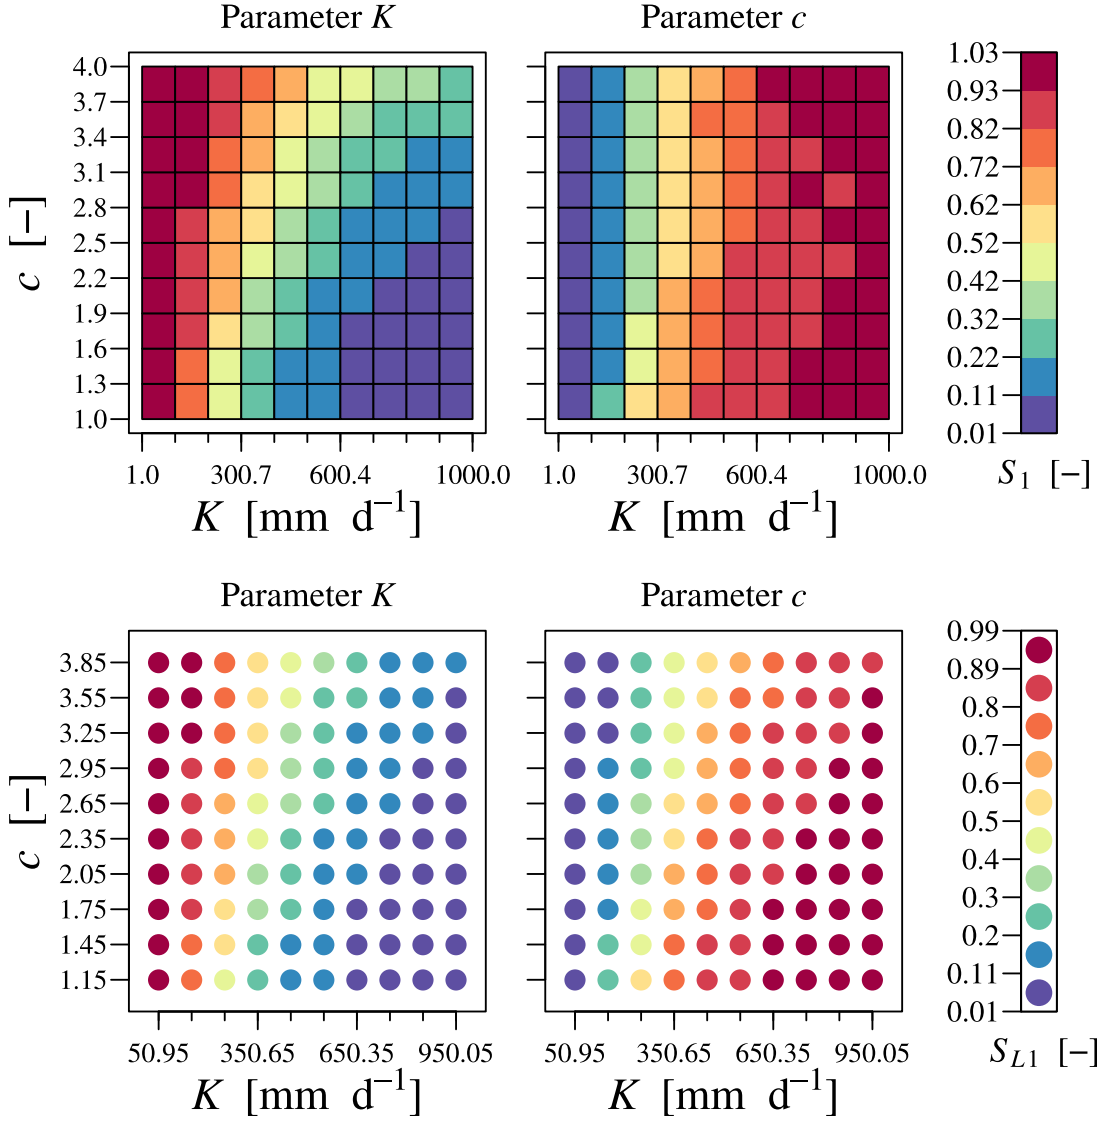 Parameter K
Parameter c
4.0
3.7
3.4
3.1
2.8
2.5
2.2
1.9
1.6
1.3
1.0
c [−]
1.0 300.7 600.4 1000.0
K [mm d−1]
1.0 300.7 600.4 1000.0
K [mm d−1]
1.03
0.93
0.82
0.72
0.62
0.52
0.42
0.32
0.22
0.11
0.01
S1 [−]
Parameter K
Parameter c
3.85
3.55
3.25
2.95
2.65
2.35
2.05
1.75
1.45
1.15
c [−]
50.95 350.65 650.35 950.05
K [mm d−1]
50.95 350.65 650.35 950.05
K [mm d−1]
0.99
0.89
0.8
0.7
0.6
0.5
0.4
0.3
0.2
0.11
0.01
SL1 [−]